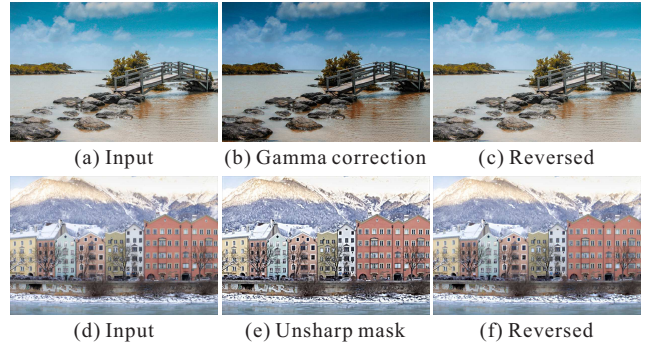 (a) Input
(b) Gamma correction
(c) Reversed
(d) Input
(e) Unsharp mask
(f) Reversed